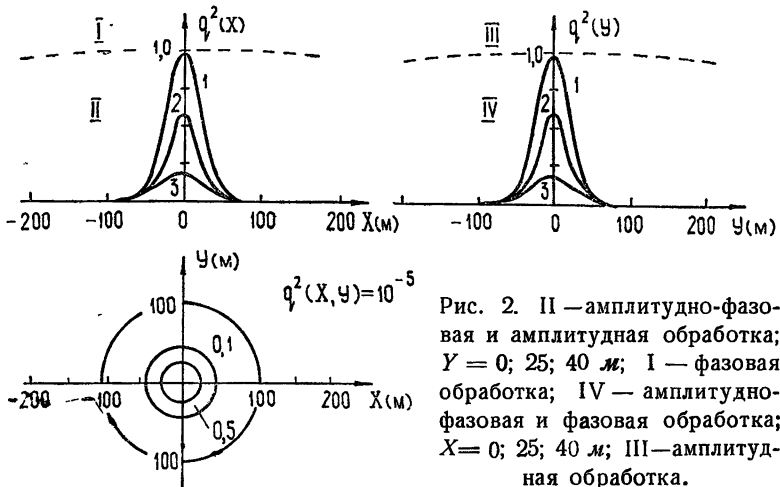 I
q²(X)
1,0
1
II
2
3
-200
-100
0
100
200
X(м)
III
q²(У)
1,0
1
IV
2
3
-100
0
100
200
У(м)
У(м)
q²(X,У)=10⁻⁵
100
0,1
-200
-100
0
100
200
X(м)
0,5
100
Рис. 2. II —амплитудно-фазо-
вая и амплитудная обработка;
Y = 0; 25; 40 м; I — фазовая
обработка; IV — амплитудно-
фазовая и фазовая обработка;
X= 0; 25; 40 м; III—амплитуд-
ная обработка.